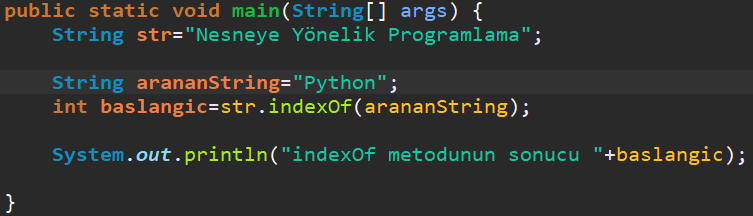 public static void main(String[] args) {
String str="Nesneye Yönelik Programlama";
String arananString="Python";
int baslangic=str.indexOf(arananString);
System.out.println("indexOf metodunun sonucu "+baslangic);
}